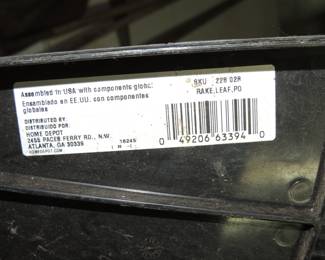 Assembled in USA with components global
Ensamblado en EE.UU. con componentes
globales
DISTRIBUTED BY:
DISTRIBUIDO POR:
HOME DEPOT
2455 PACES FERRY RD., N.W.
ATLANTA, GA 30339
HOMEDEPOT.COM
16245
SKU 228 028
RAKE,LEAF,PO
0 49206 63394 0